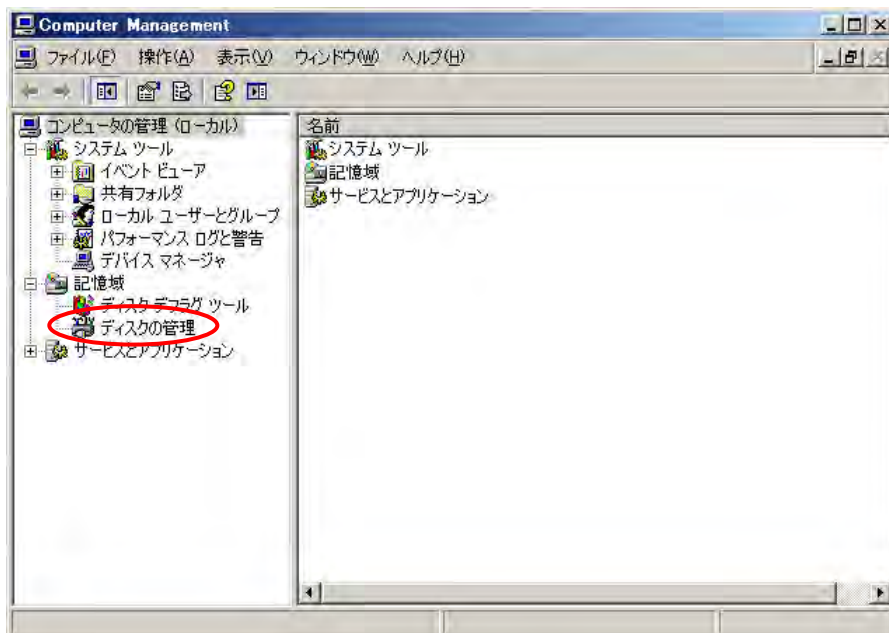 Computer Management
ファイル(F) 操作(A) 表示(V) ウィンドウ(W) ヘルプ(H)
コンピュータの管理 (ローカル)
システム ツール
イベント ビューア
共有フォルダ
ローカル ユーザーとグループ
パフォーマンス ログと警告
デバイス マネージャ
記憶域
ディスク デフラグ ツール
ディスクの管理
サービスとアプリケーション
名前
システム ツール
記憶域
サービスとアプリケーション